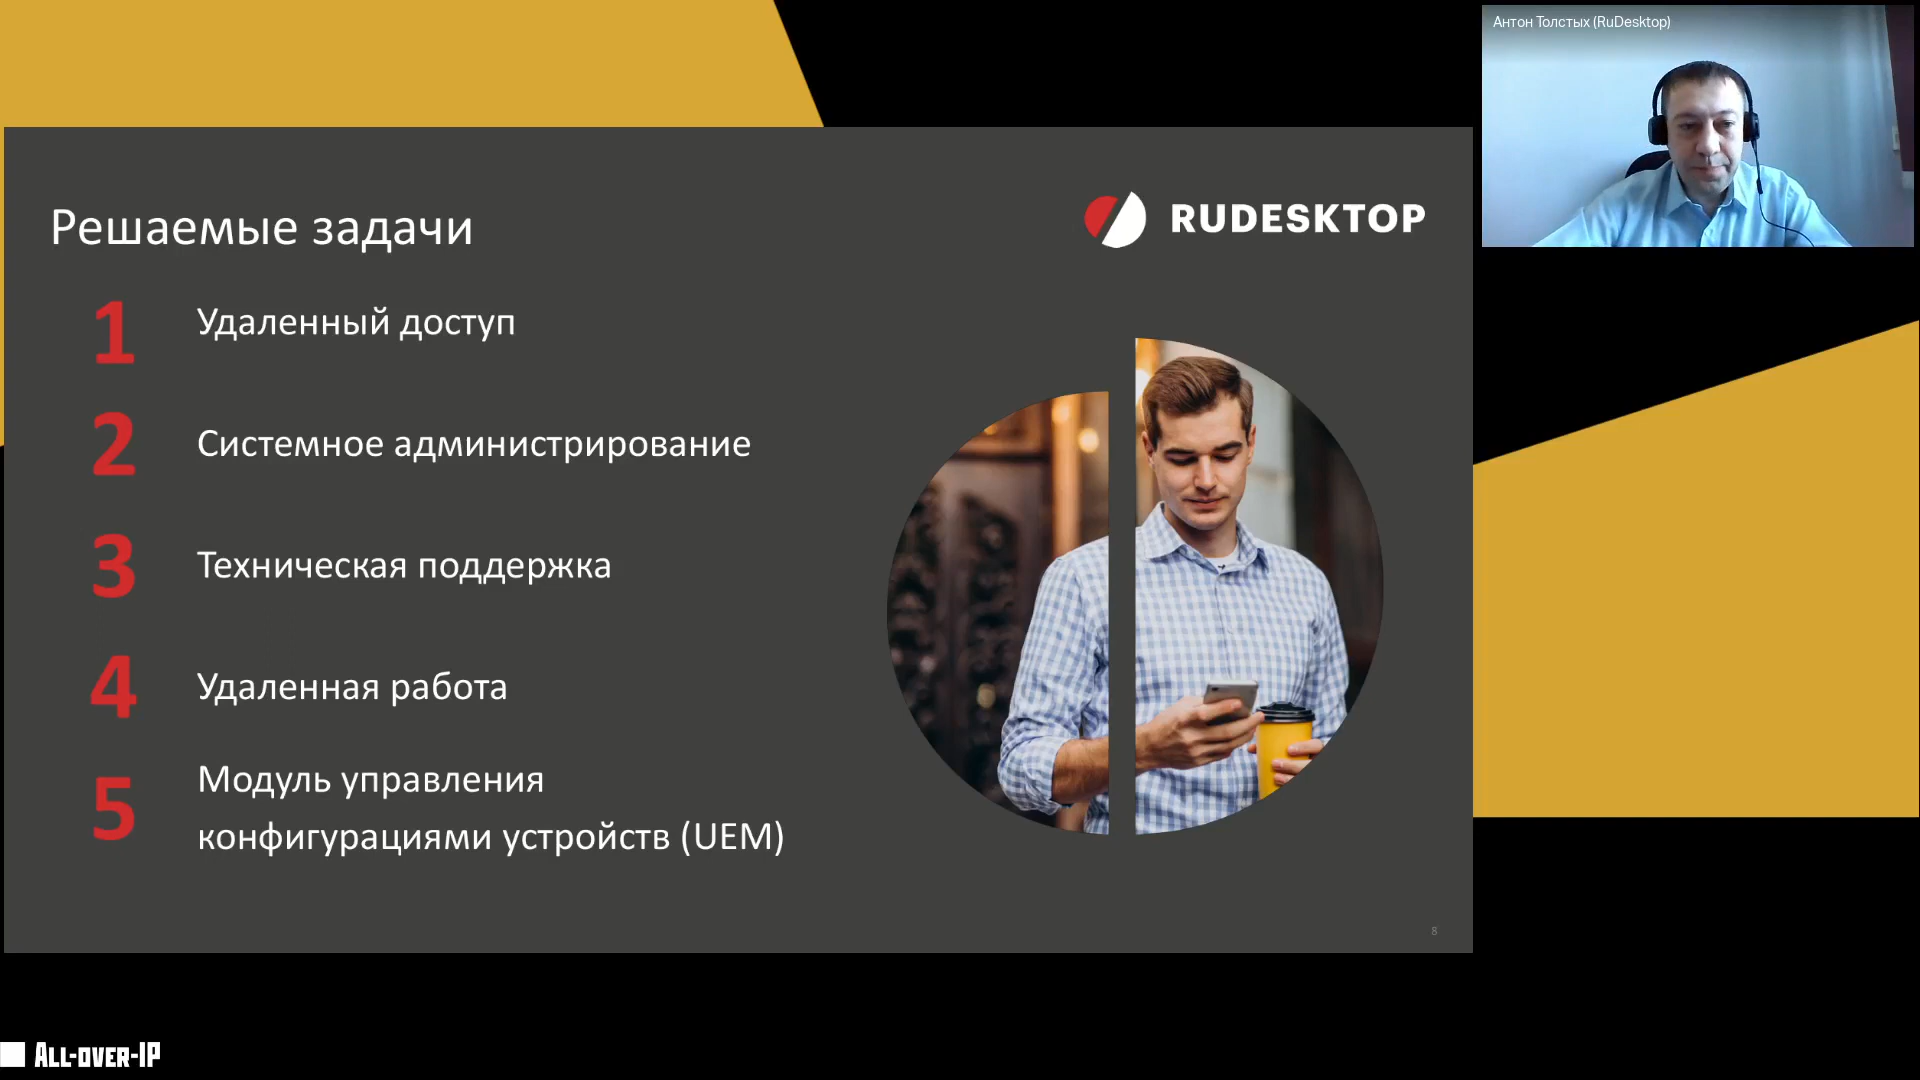 Антон Толстых (RuDesktop)
Решаемые задачи
RUDESKTOP
1 Удаленный доступ
2 Системное администрирование
3 Техническая поддержка
4 Удаленная работа
5 Модуль управления
конфигурациями устройств (UEM)
8
ALL-OVER-IP